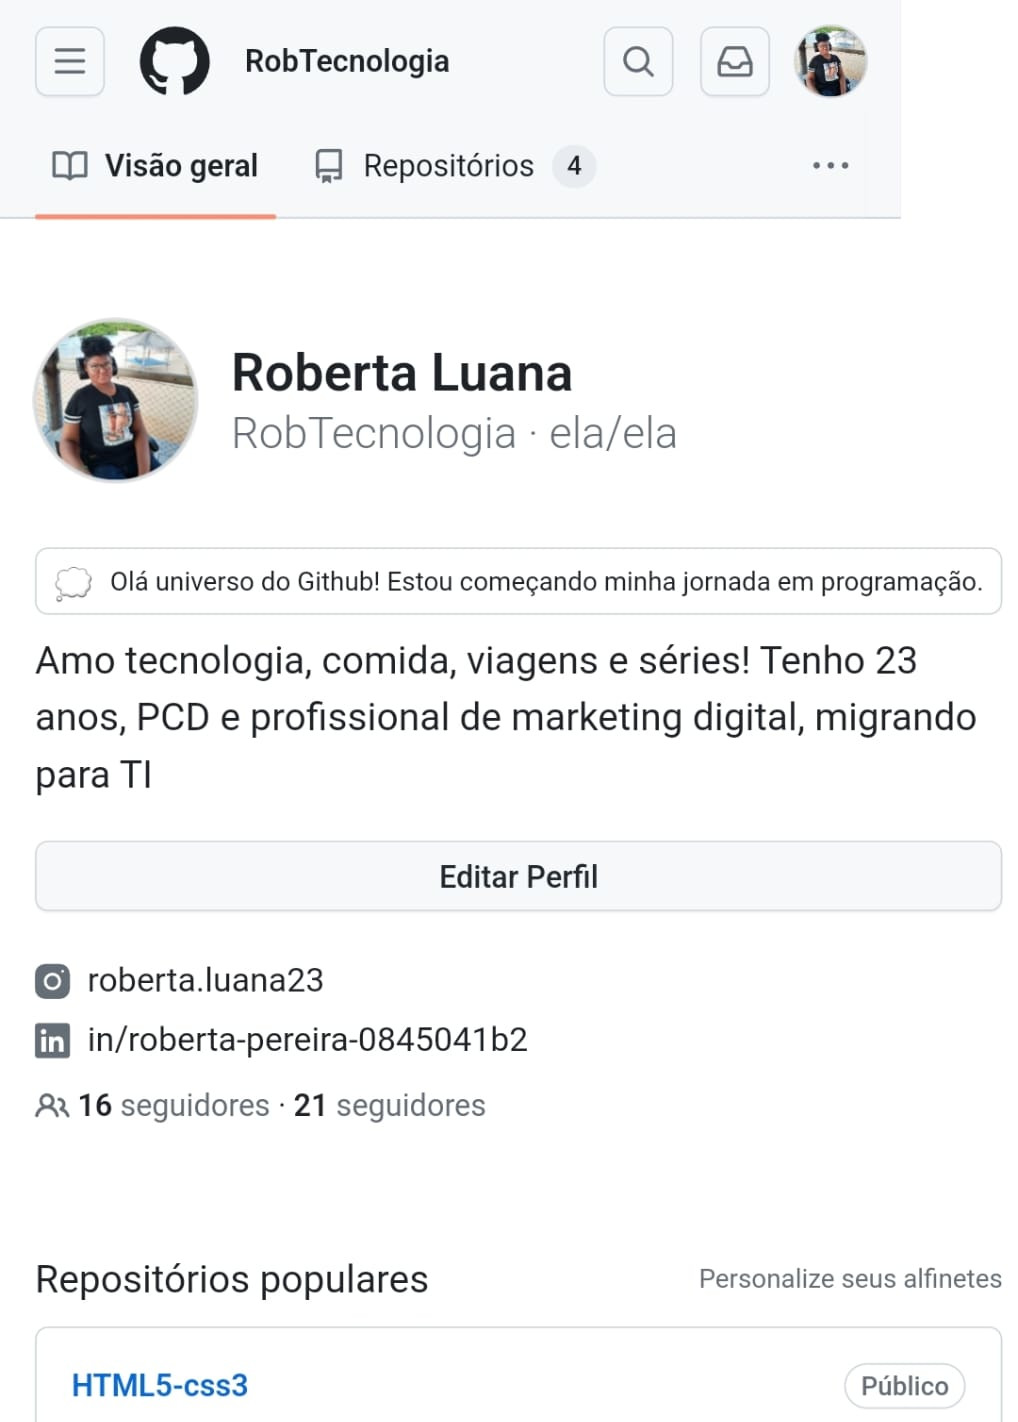 RobTecnologia
Visão geral
Repositórios 4
Roberta Luana
RobTecnologia · ela/ela
Olá universo do Github! Estou começando minha jornada em programação.
Amo tecnologia, comida, viagens e séries! Tenho 23
anos, PCD e profissional de marketing digital, migrando
para TI
Editar Perfil
roberta.luana23
in/roberta-pereira-0845041b2
16 seguidores · 21 seguidores
Repositórios populares
Personalize seus alfinetes
HTML5-css3
Público